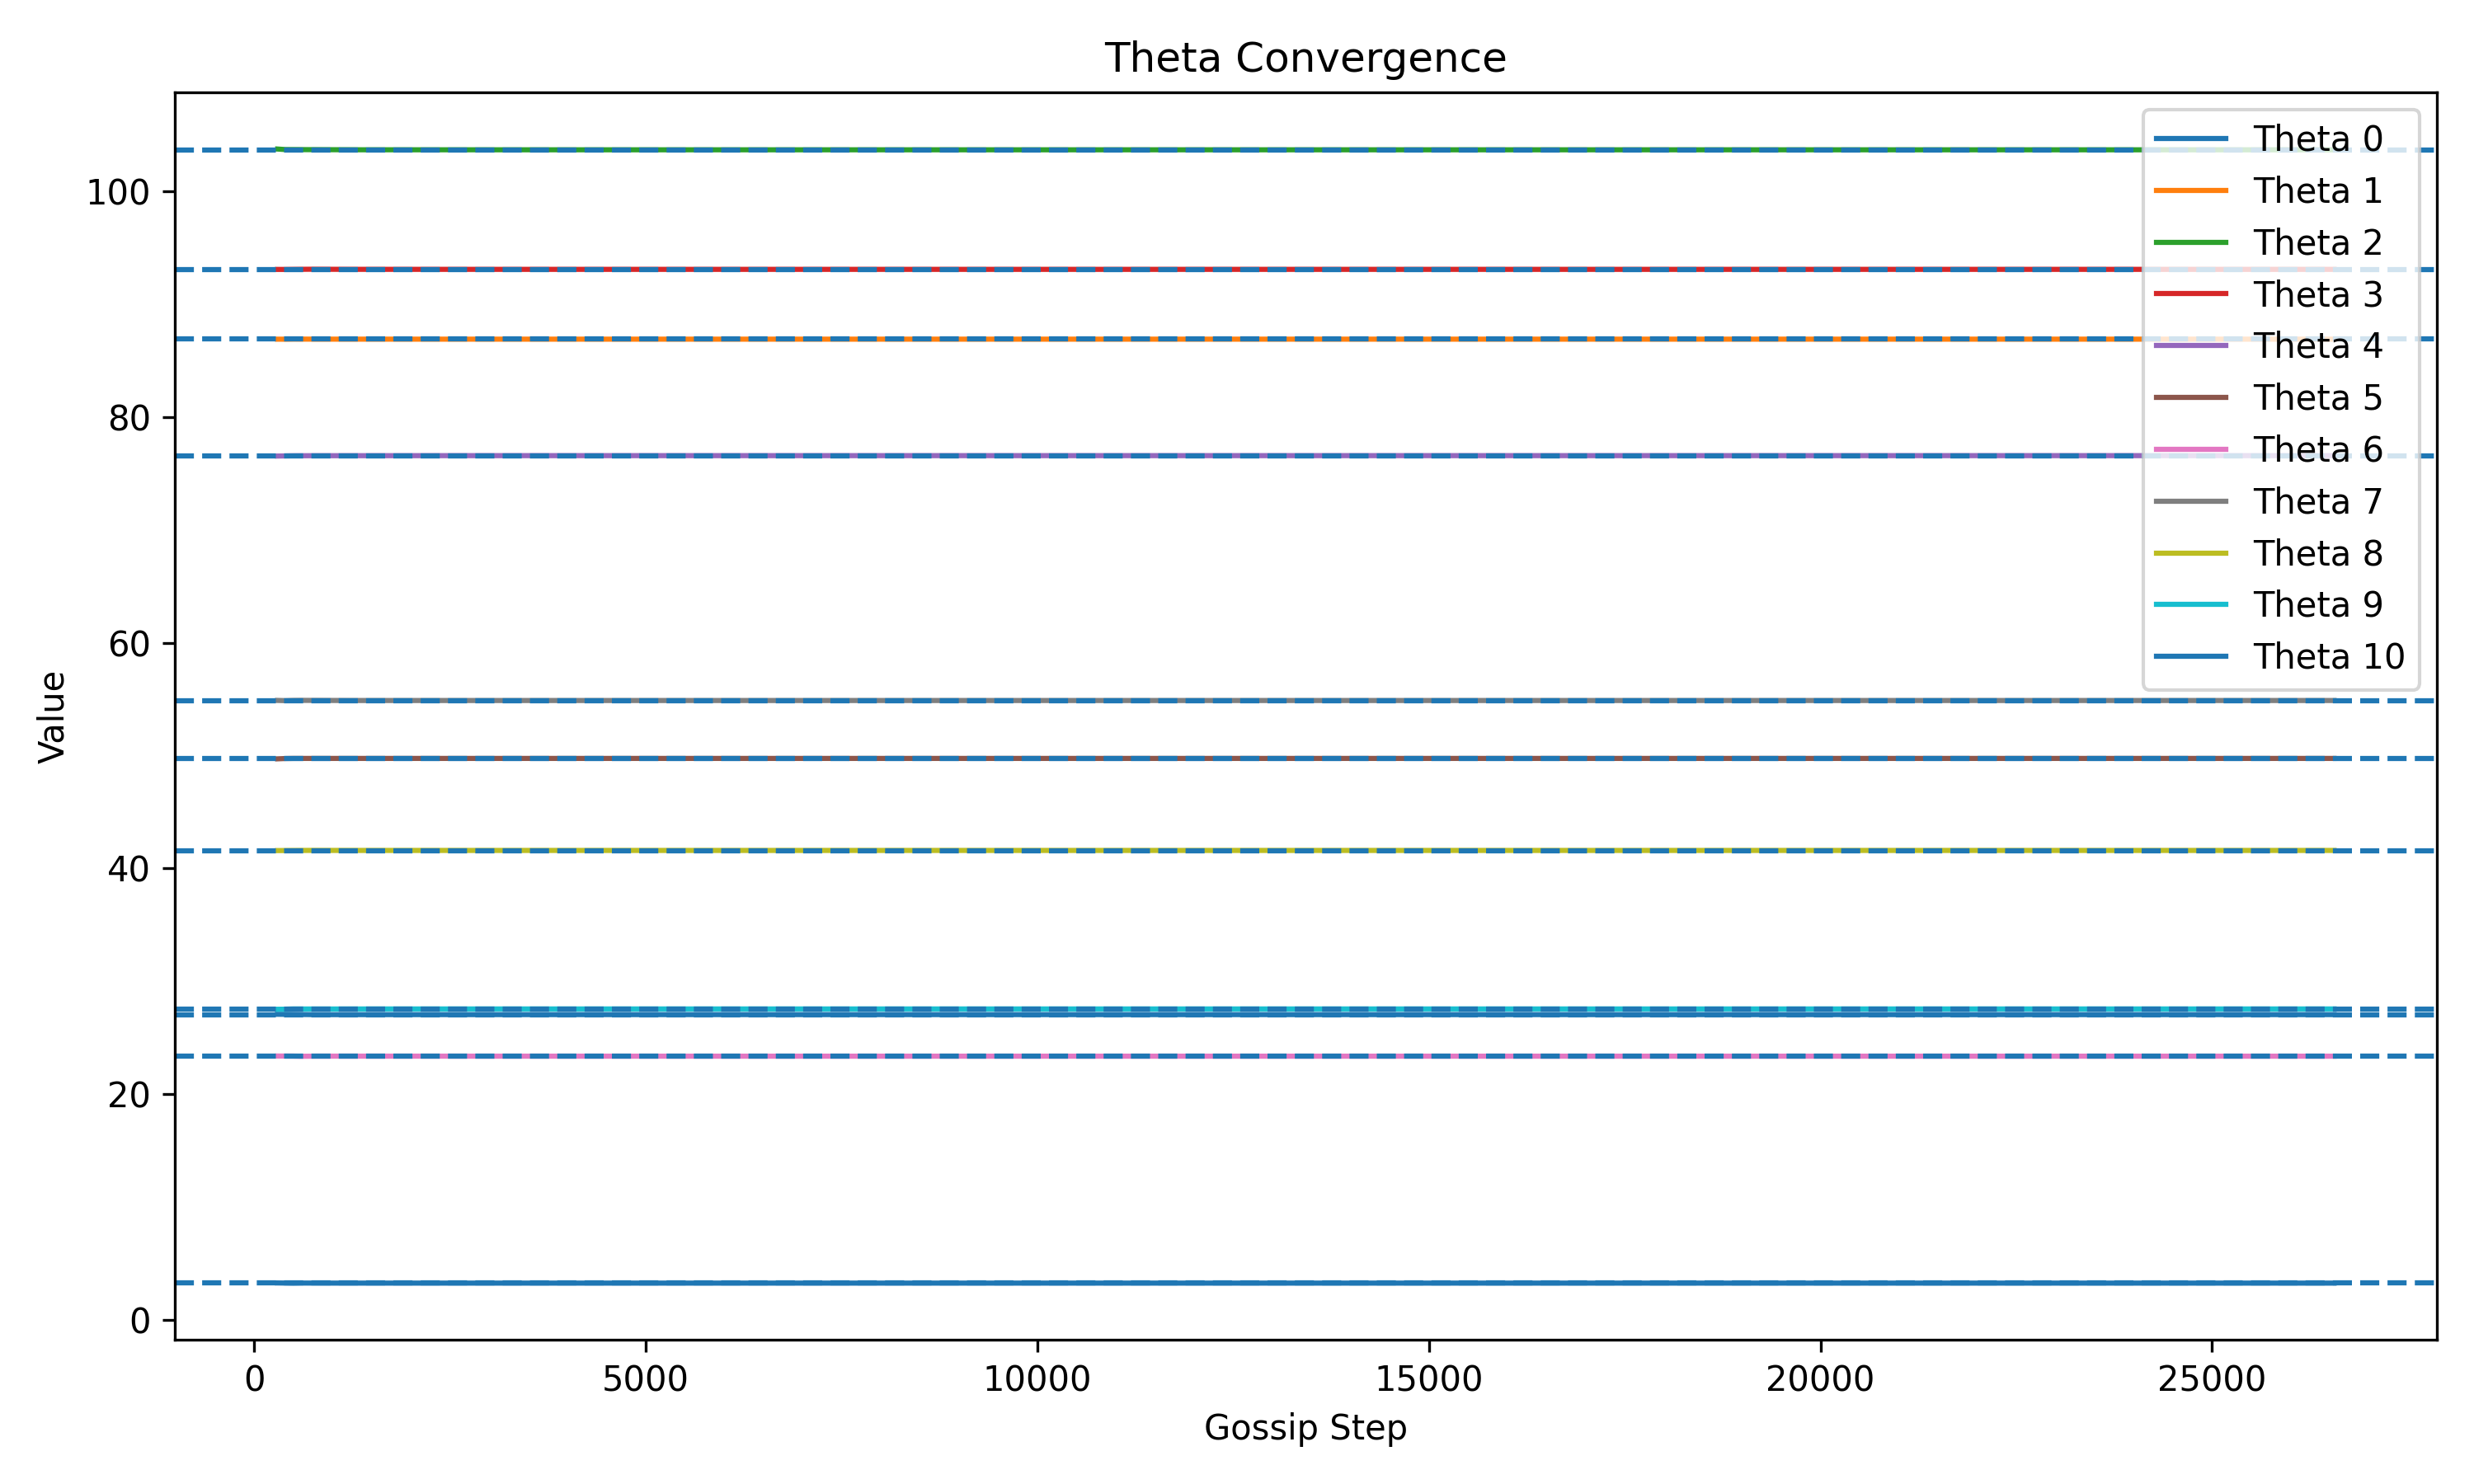 Theta Convergence
Theta 0
Theta 1
Theta 2
Theta 3
Theta 4
Theta 5
Theta 6
Theta 7
Theta 8
Theta 9
Theta 10
100
80
60
40
20
0
Value
0 5000 10000 15000 20000 25000
Gossip Step